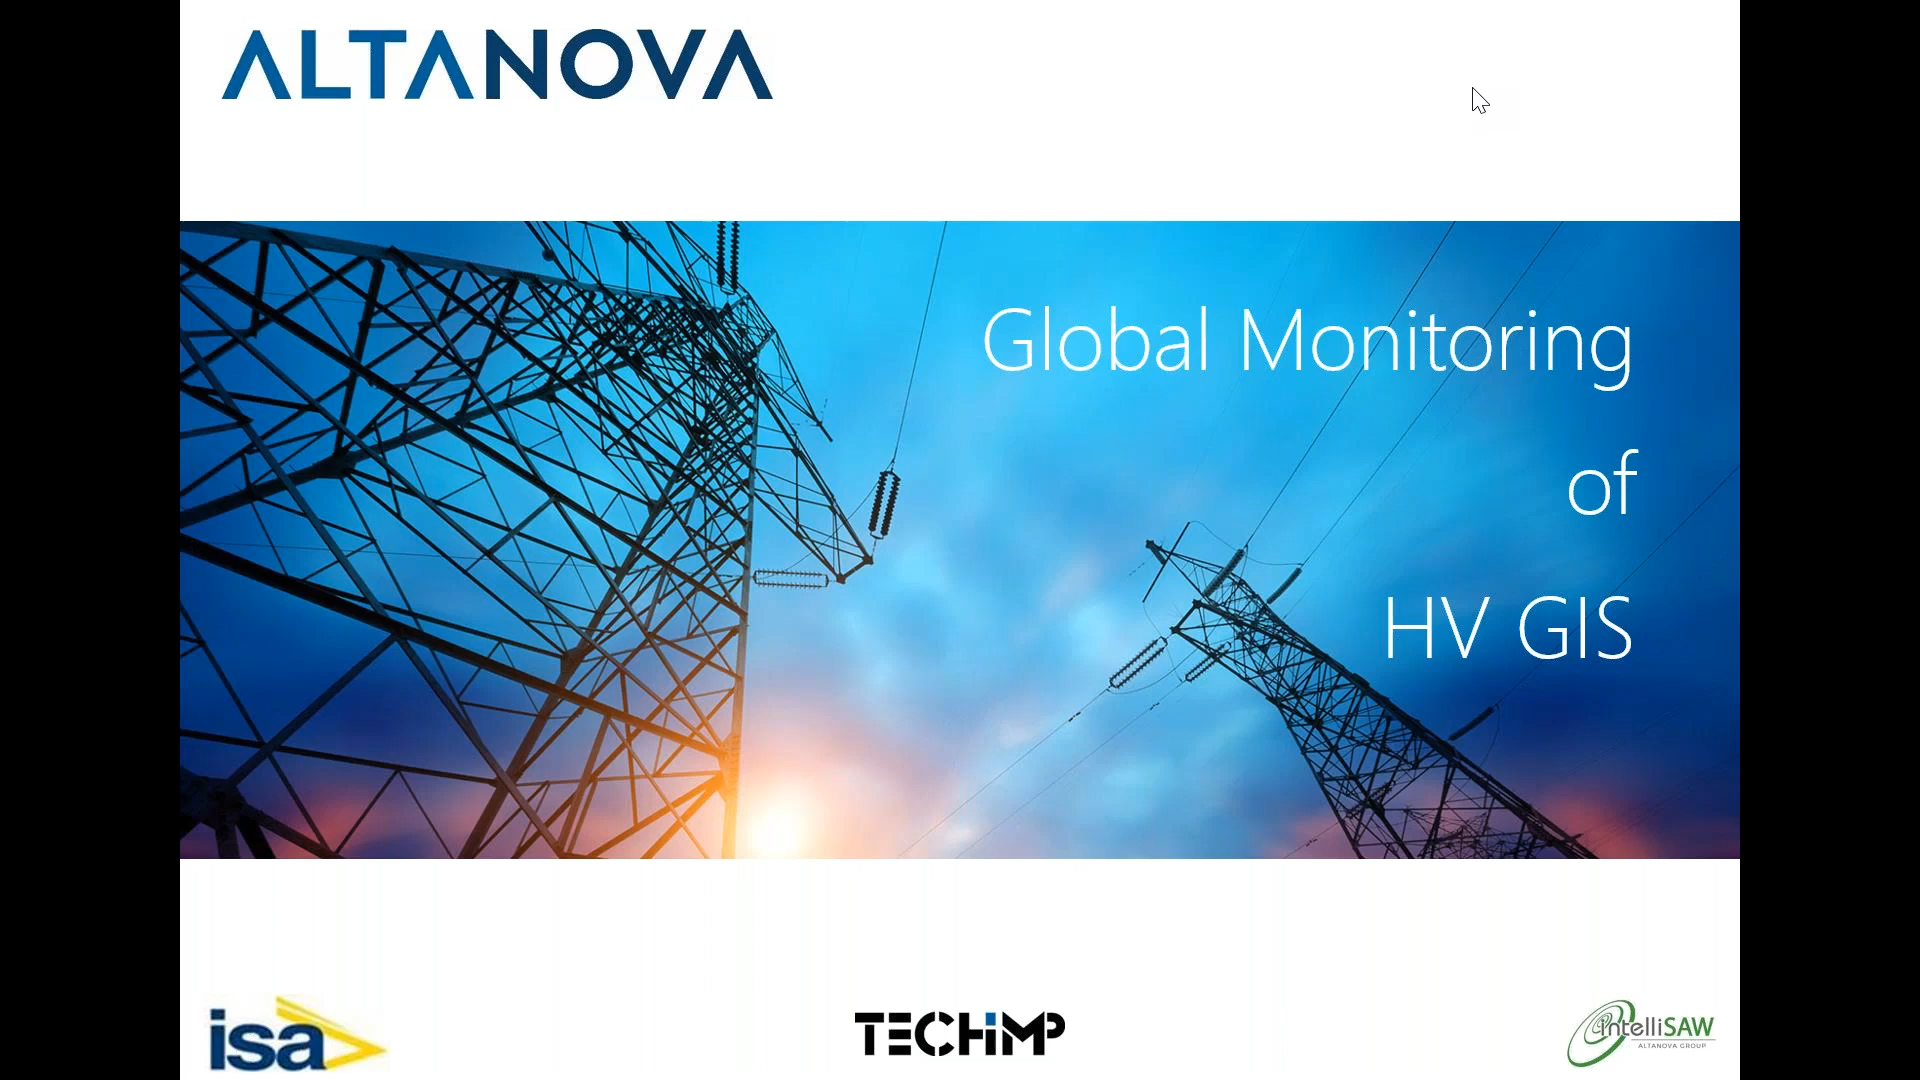 ALTANOVA
Global Monitoring
of
HV GIS
isa
TECHIMP
intelliSAW
ALTANOVA GROUP